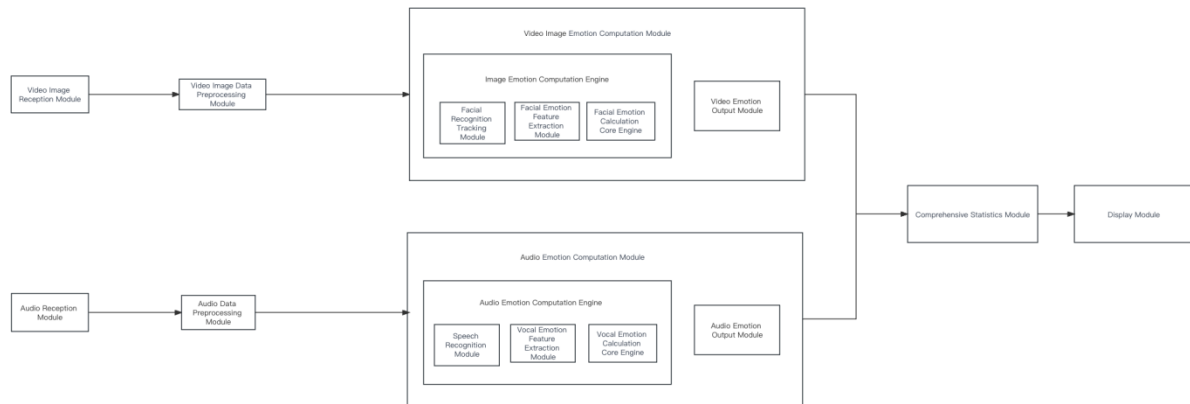 Video Image Emotion Computation Module
Image Emotion Computation Engine
Video Image
Reception Module
Video Image Data
Preprocessing
Module
Facial
Recognition
Tracking
Module
Facial Emotion
Feature
Extraction
Module
Facial Emotion
Calculation
Core Engine
Video Emotion
Output Module
Comprehensive Statistics Module
Display Module
Audio Emotion Computation Module
Audio Emotion Computation Engine
Audio Reception
Module
Audio Data
Preprocessing
Module
Speech
Recognition
Module
Vocal Emotion
Feature
Extraction
Module
Vocal Emotion
Calculation
Core Engine
Audio Emotion
Output Module